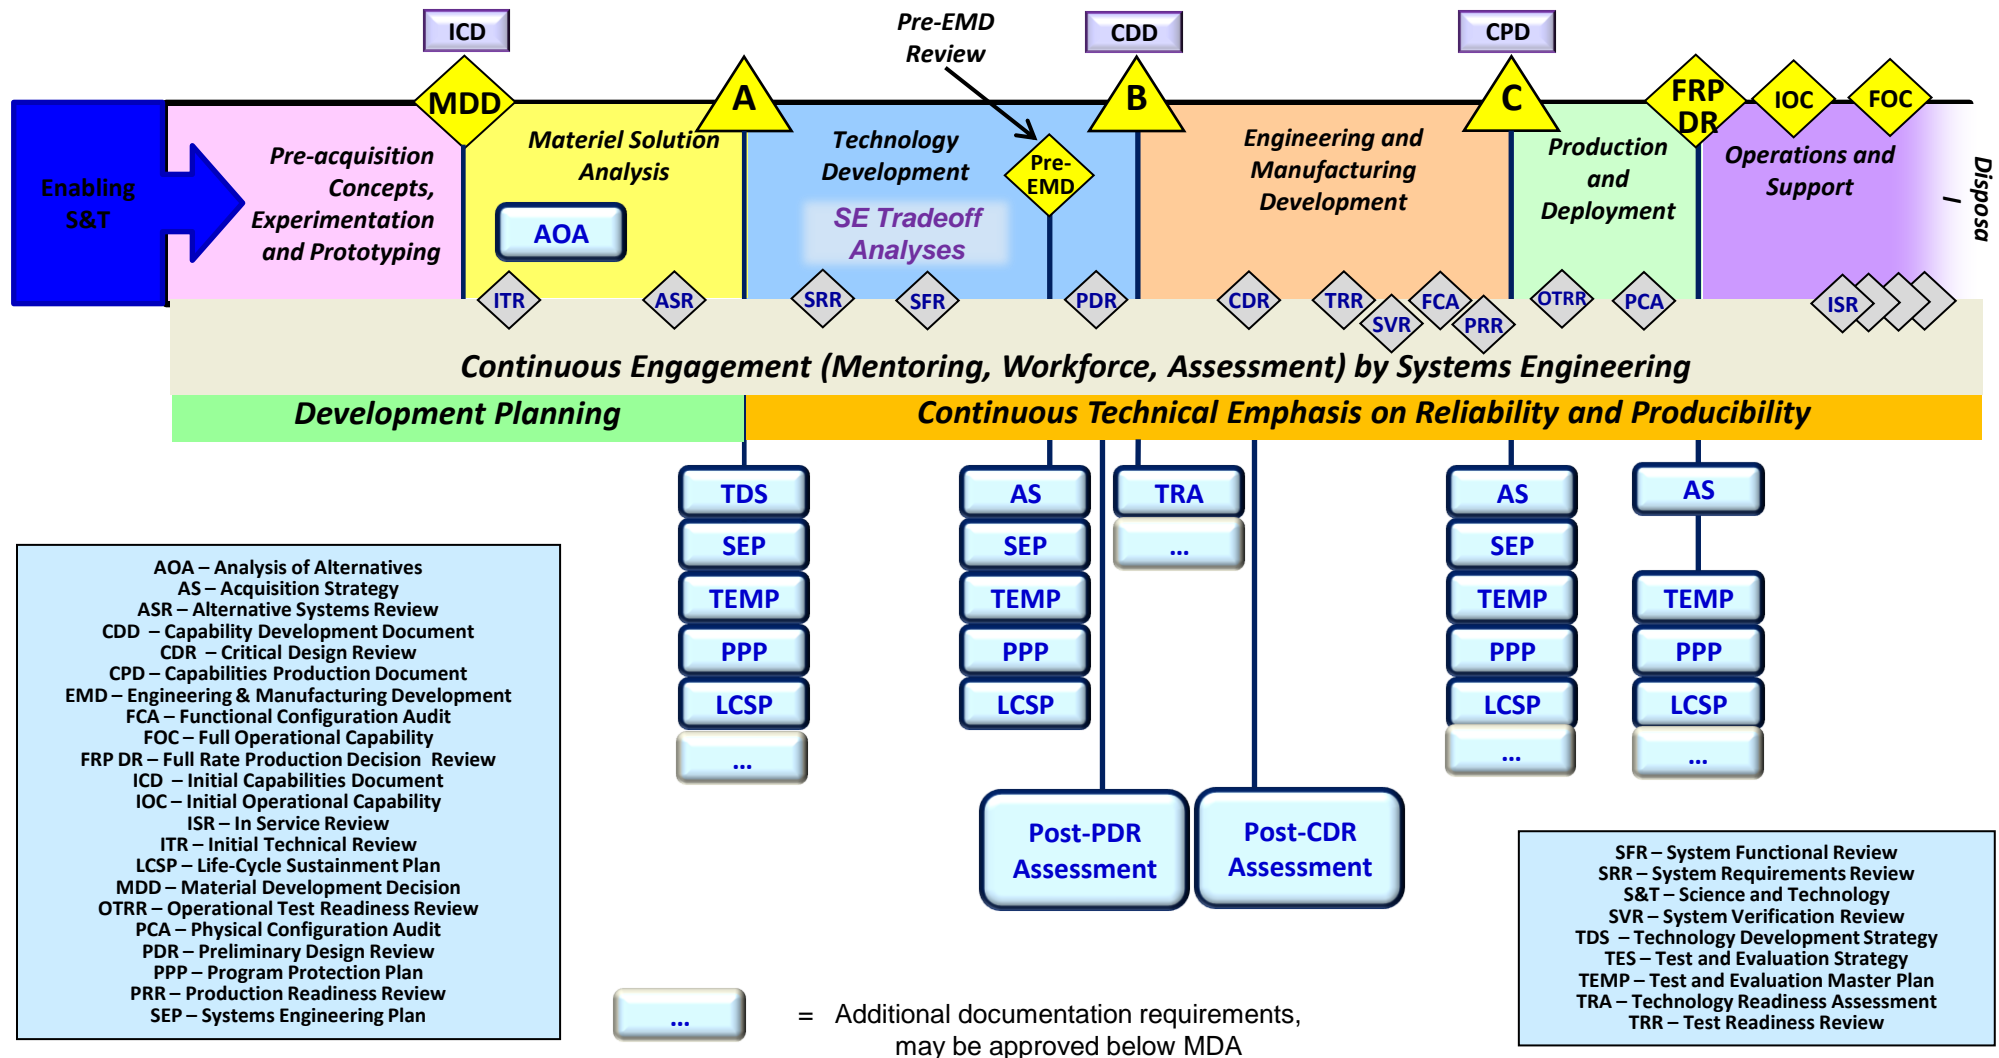 ICD
Pre-EMD
Review
CDD
CPD
MDD
A
B
C
FRP
DR
IOC
FOC
Enabling
S&T
Pre-acquisition
Concepts,
Experimentation
and Prototyping
Materiel Solution
Analysis
AOA
Technology
Development
SE Tradeoff
Analyses
Pre-
EMD
Engineering and
Manufacturing
Development
Production
and
Deployment
Operations and
Support
Disposa
l
ITR
ASR
SRR
SFR
PDR
CDR
TRR
SVR
FCA
PRR
OTRR
PCA
ISR
Continuous Engagement (Mentoring, Workforce, Assessment) by Systems Engineering
Development Planning
Continuous Technical Emphasis on Reliability and Producibility
TDS
SEP
TEMP
PPP
LCSP
...
AS
SEP
TEMP
PPP
LCSP
TRA
...
AS
SEP
TEMP
PPP
LCSP
...
AS
TEMP
PPP
LCSP
...
Post-PDR
Assessment
Post-CDR
Assessment
AOA – Analysis of Alternatives
AS – Acquisition Strategy
ASR – Alternative Systems Review
CDD – Capability Development Document
CDR – Critical Design Review
CPD – Capabilities Production Document
EMD – Engineering & Manufacturing Development
FCA – Functional Configuration Audit
FOC – Full Operational Capability
FRP DR – Full Rate Production Decision Review
ICD – Initial Capabilities Document
IOC – Initial Operational Capability
ISR – In Service Review
ITR – Initial Technical Review
LCSP – Life-Cycle Sustainment Plan
MDD – Material Development Decision
OTRR – Operational Test Readiness Review
PCA – Physical Configuration Audit
PDR – Preliminary Design Review
PPP – Program Protection Plan
PRR – Production Readiness Review
SEP – Systems Engineering Plan
... = Additional documentation requirements,
may be approved below MDA
SFR – System Functional Review
SRR – System Requirements Review
S&T – Science and Technology
SVR – System Verification Review
TDS – Technology Development Strategy
TES – Test and Evaluation Strategy
TEMP – Test and Evaluation Master Plan
TRA – Technology Readiness Assessment
TRR – Test Readiness Review